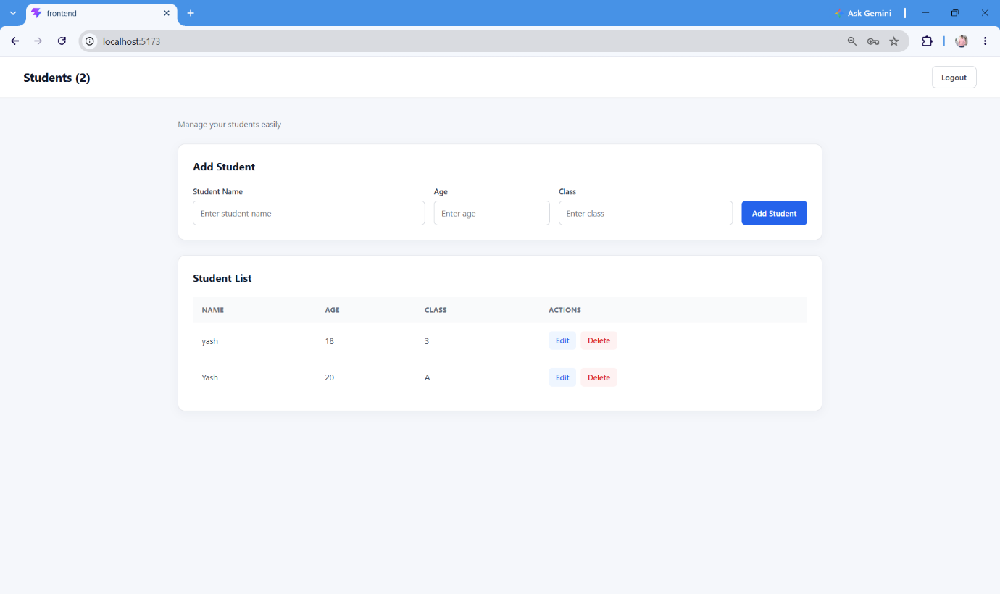 frontend
Ask Gemini
localhost:5173
Students (2)
Logout
Manage your students easily
Add Student
Student Name Age Class
Enter student name Enter age Enter class Add Student
Student List
NAME AGE CLASS ACTIONS
yash 18 3 Edit Delete
Yash 20 A Edit Delete